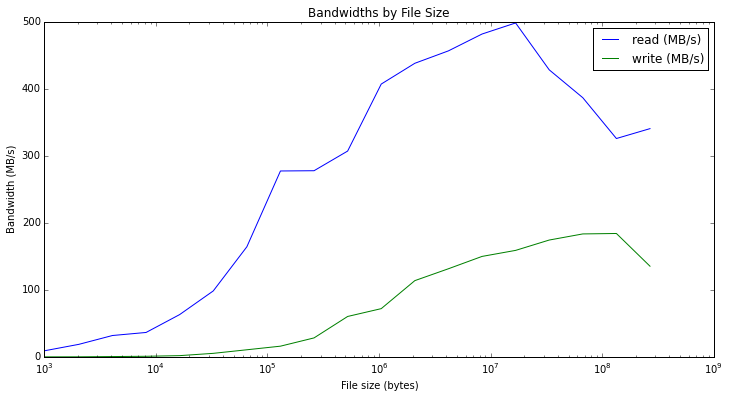 Bandwidths by File Size
read (MB/s)
write (MB/s)
Bandwidth (MB/s)
500
400
300
200
100
0
10³ 10⁴ 10⁵ 10⁶ 10⁷ 10⁸ 10⁹
File size (bytes)